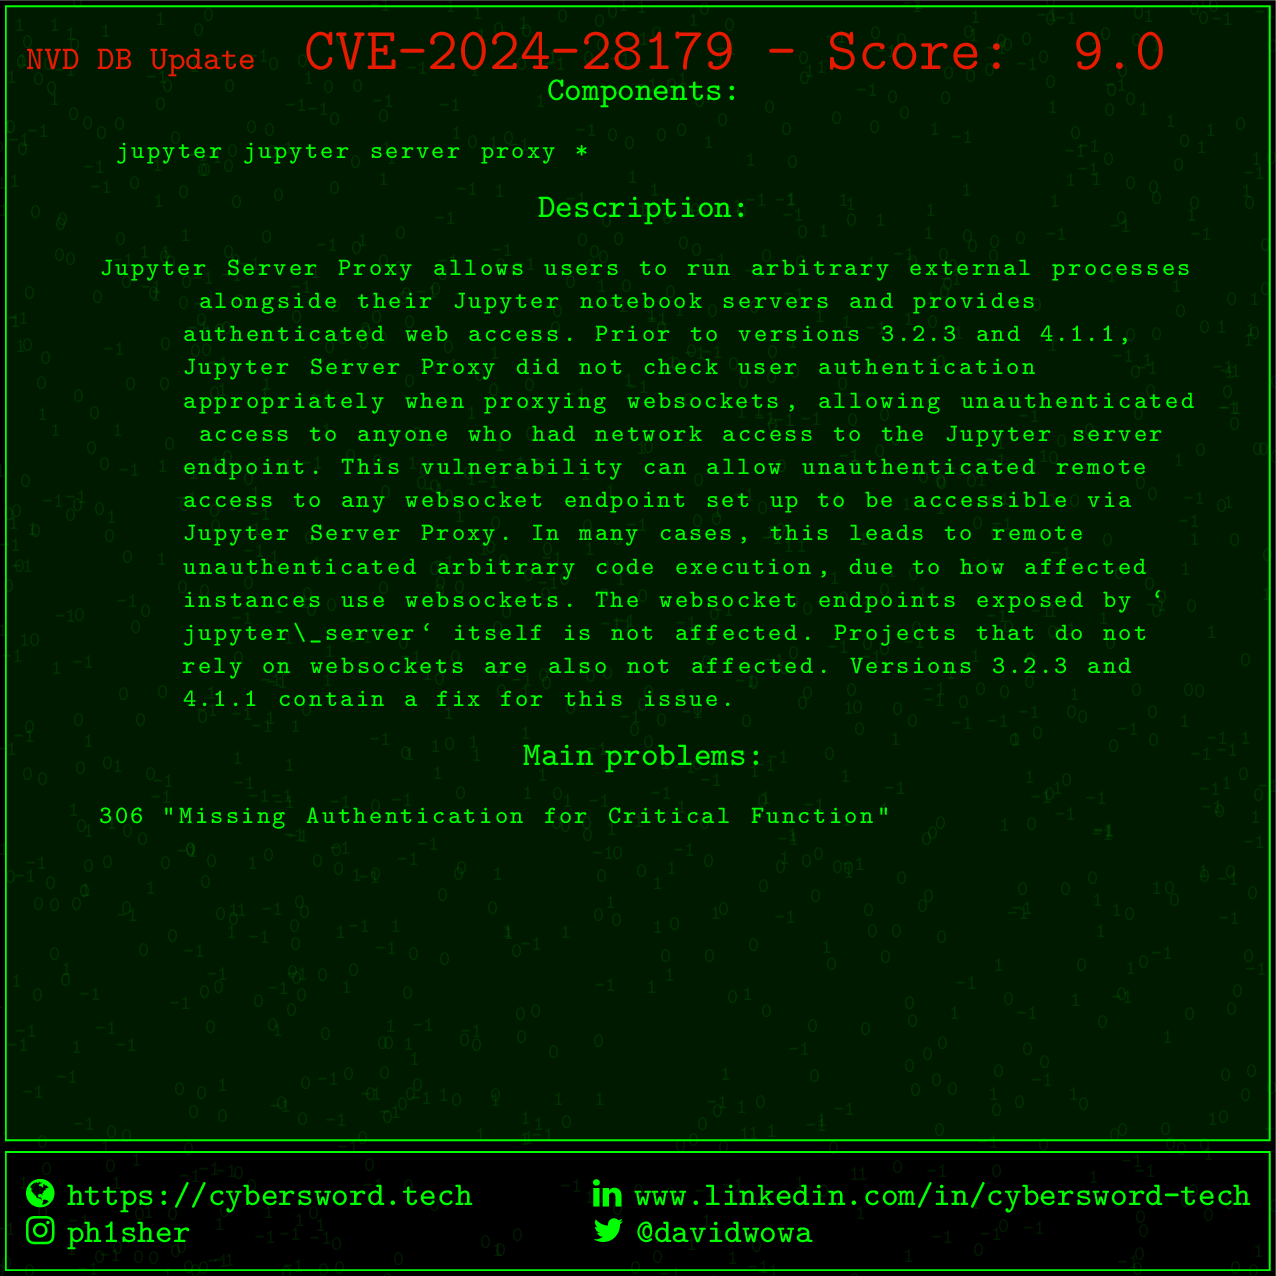 NVD DB Update CVE-2024-28179 - Score: 9.0
Components:
jupyter jupyter server proxy *
Description:
Jupyter Server Proxy allows users to run arbitrary external processes
alongside their Jupyter notebook servers and provides
authenticated web access. Prior to versions 3.2.3 and 4.1.1,
Jupyter Server Proxy did not check user authentication
appropriately when proxying websockets, allowing unauthenticated
access to anyone who had network access to the Jupyter server
endpoint. This vulnerability can allow unauthenticated remote
access to any websocket endpoint set up to be accessible via
Jupyter Server Proxy. In many cases, this leads to remote
unauthenticated arbitrary code execution, due to how affected
instances use websockets. The websocket endpoints exposed by ‘
jupyter\_server‘ itself is not affected. Projects that do not
rely on websockets are also not affected. Versions 3.2.3 and
4.1.1 contain a fix for this issue.
Main problems:
306 "Missing Authentication for Critical Function"
https://cybersword.tech
www.linkedin.com/in/cybersword-tech
ph1sher
@davidwowa